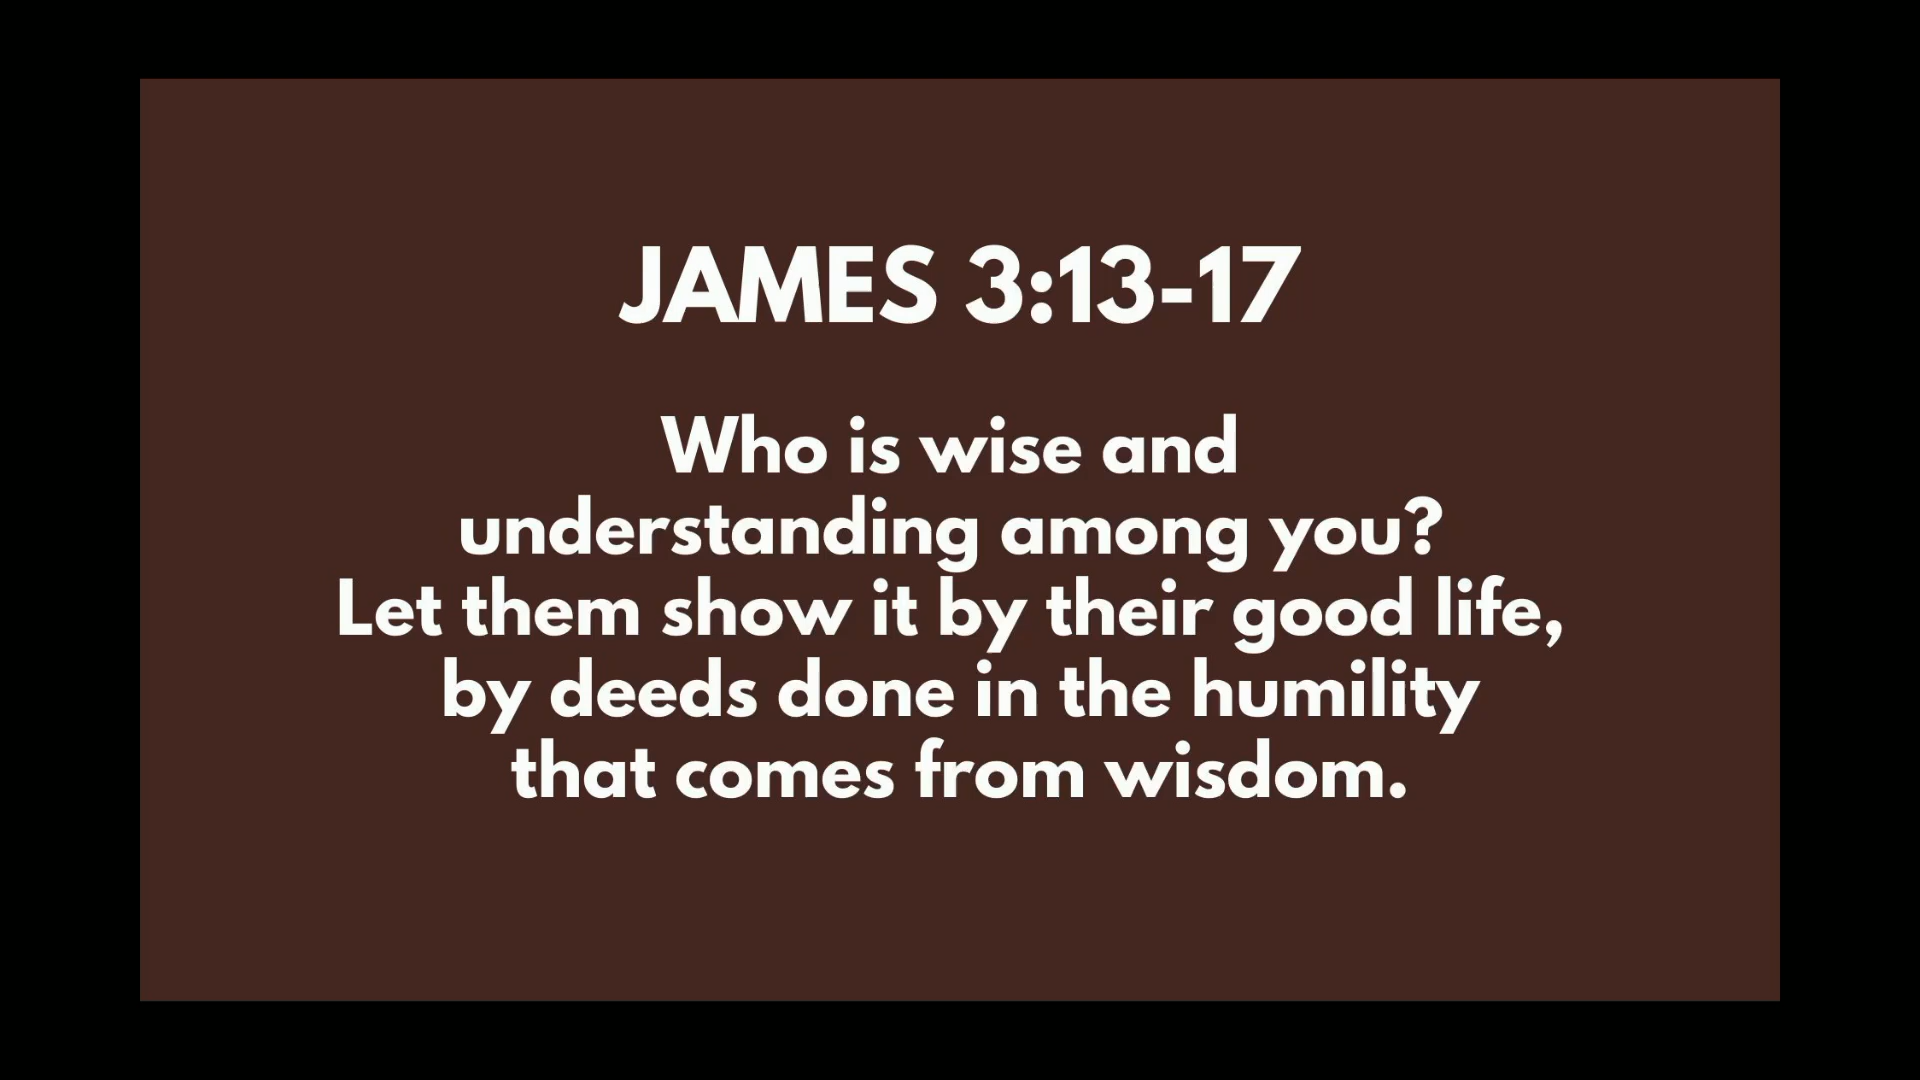 JAMES 3:13-17
Who is wise and
understanding among you?
Let them show it by their good life,
by deeds done in the humility
that comes from wisdom.